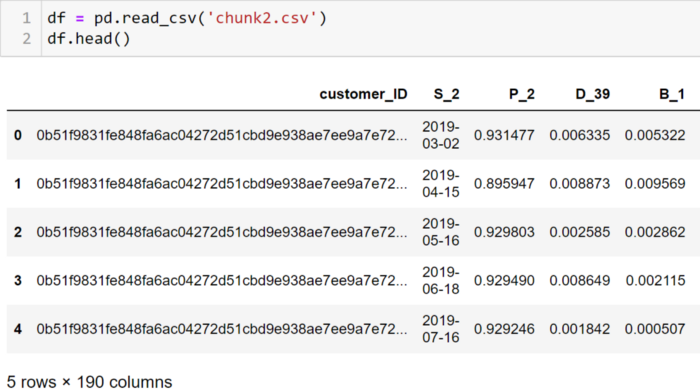 1 df = pd.read_csv('chunk2.csv')
2 df.head()
customer_ID S_2 P_2 D_39 B_1
0 0b51f9831fe848fa6ac04272d51cbd9e938ae7ee9a7e72... 2019-03-02 0.931477 0.006335 0.005322
1 0b51f9831fe848fa6ac04272d51cbd9e938ae7ee9a7e72... 2019-04-15 0.895947 0.008873 0.009569
2 0b51f9831fe848fa6ac04272d51cbd9e938ae7ee9a7e72... 2019-05-16 0.929803 0.002585 0.002862
3 0b51f9831fe848fa6ac04272d51cbd9e938ae7ee9a7e72... 2019-06-18 0.929490 0.008649 0.002115
4 0b51f9831fe848fa6ac04272d51cbd9e938ae7ee9a7e72... 2019-07-16 0.929246 0.001842 0.000507
5 rows × 190 columns